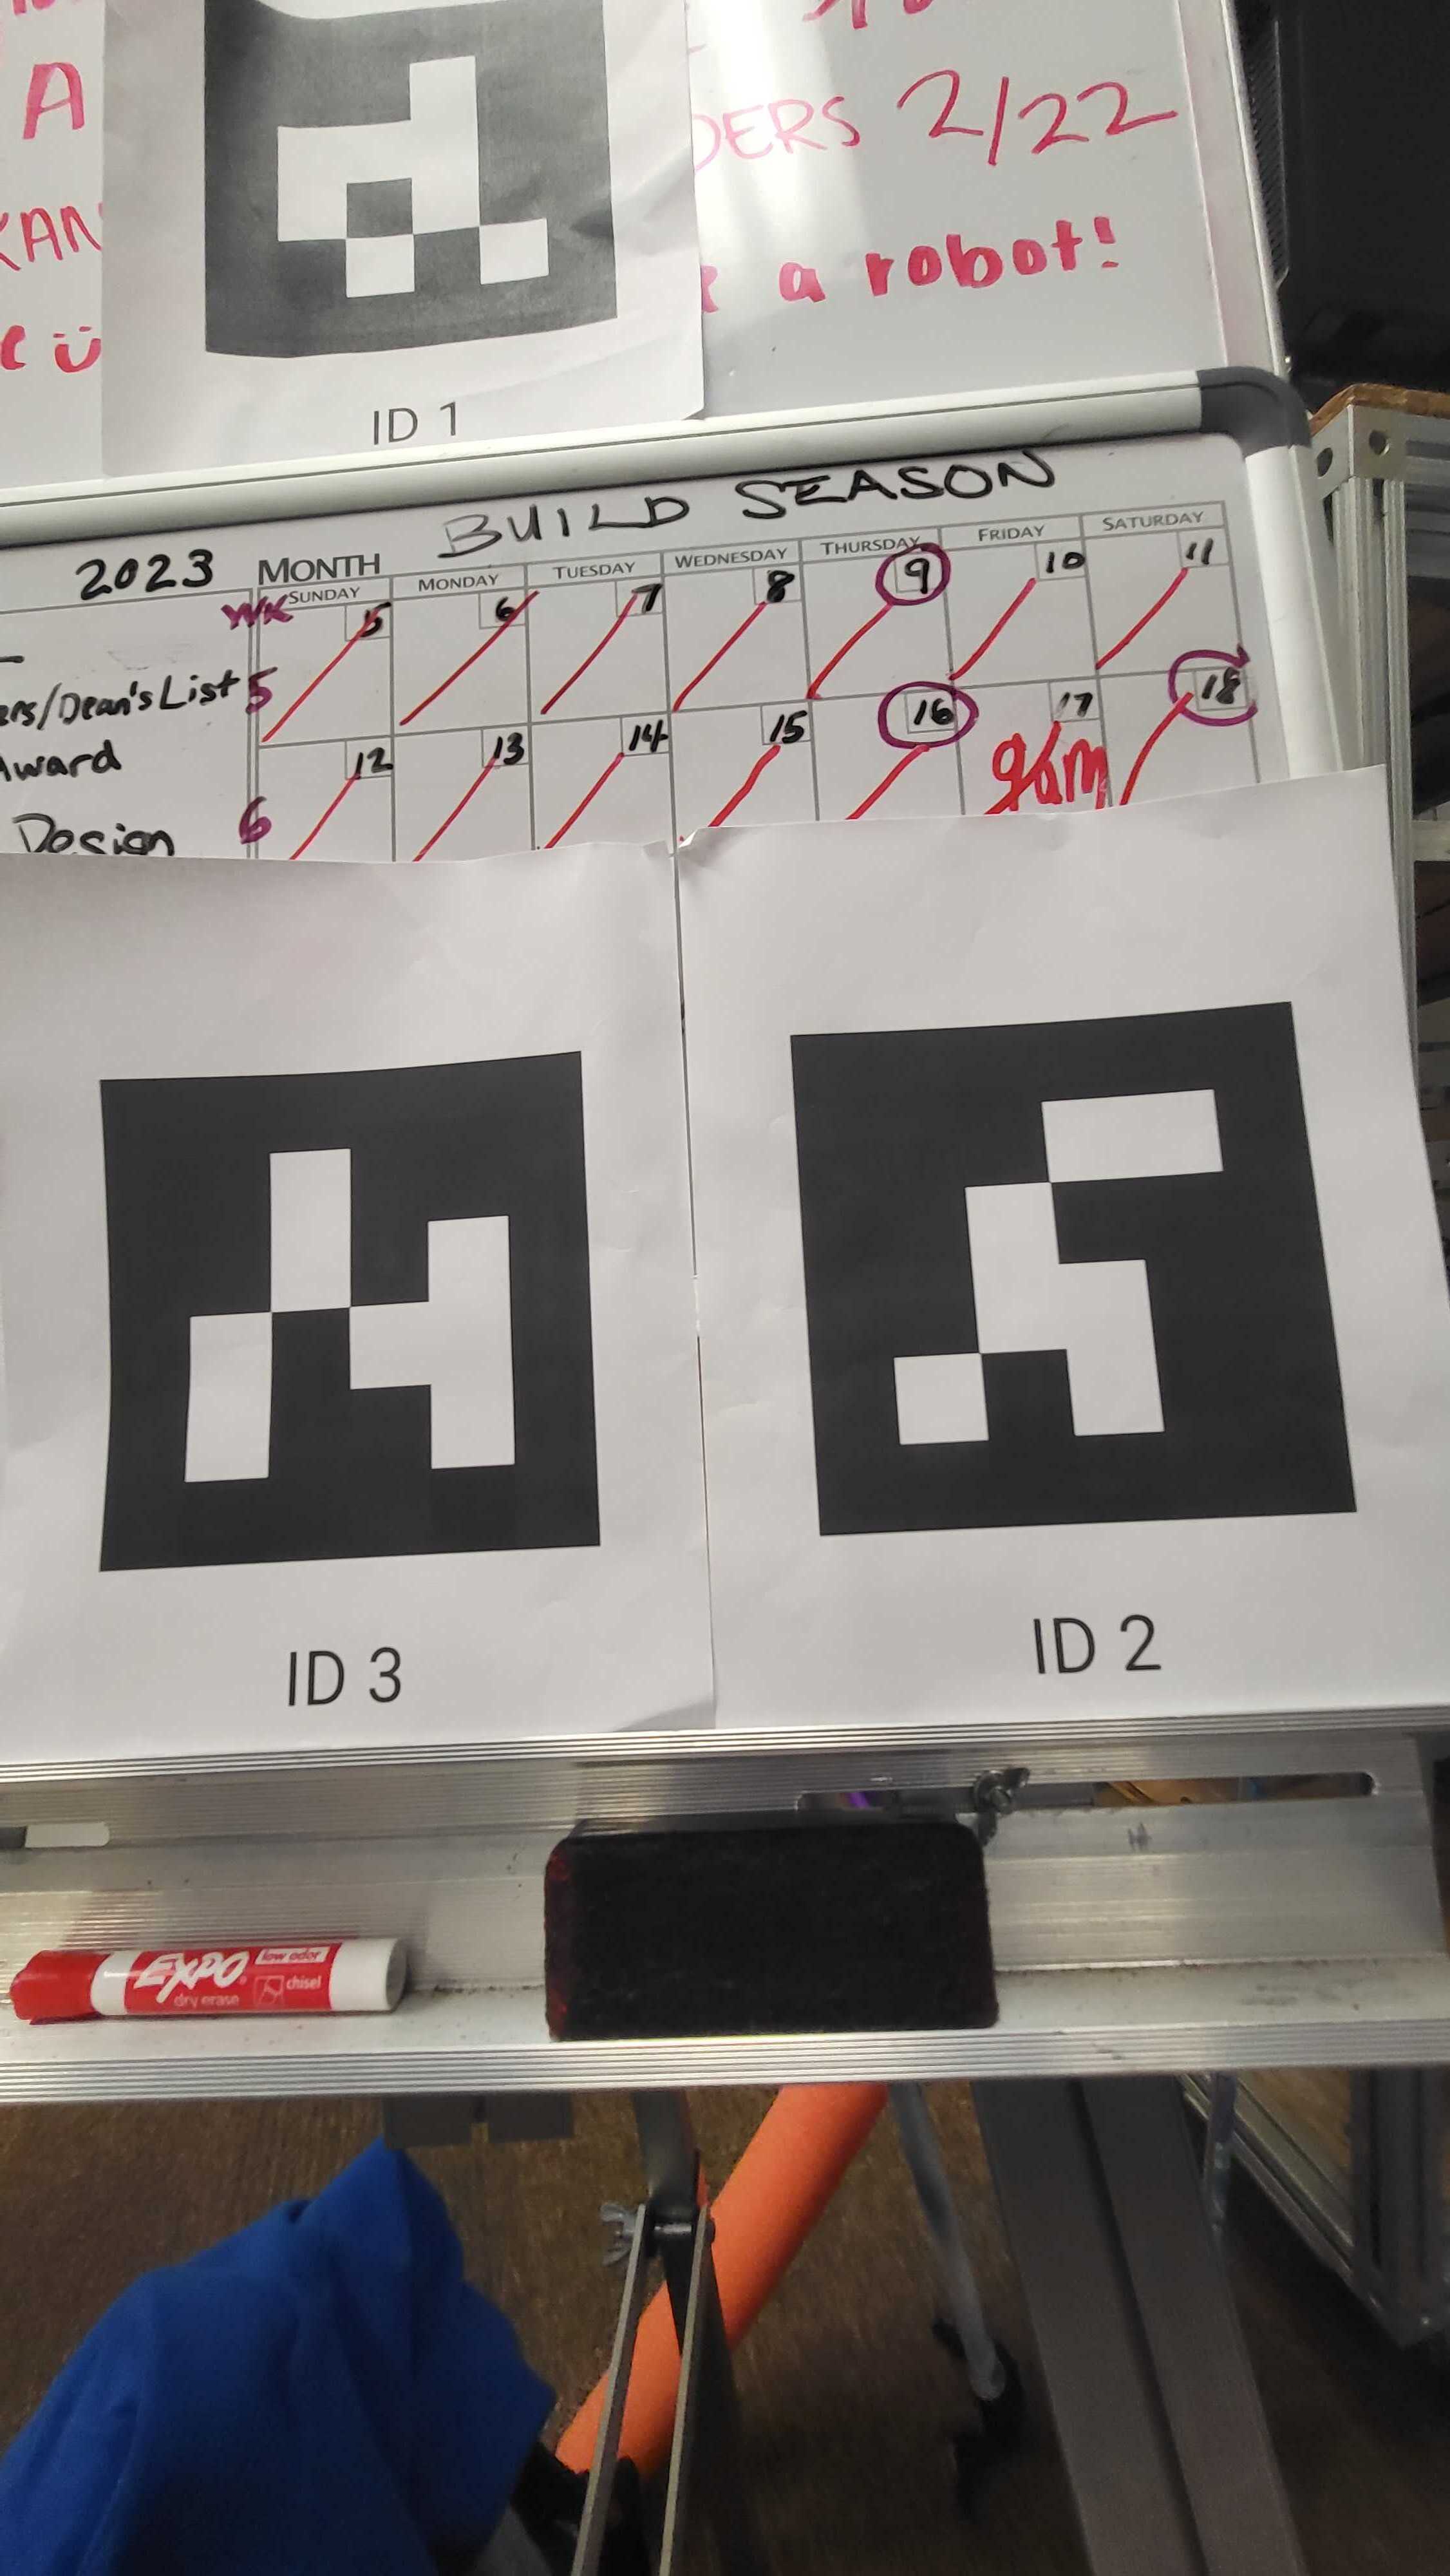 A
DERS 2/22
KAN
a robot!
ID 1
BUILD SEASON
2023 MONTH
SUNDAY MONDAY TUESDAY WEDNESDAY THURSDAY FRIDAY SATURDAY
WK 5 6 7 8 9 10 11
ers/Dean's List 5
12 13 14 15 16 17 18
Award
Design 6
ID 3
ID 2
EXPO low odor
chisel
dry erase